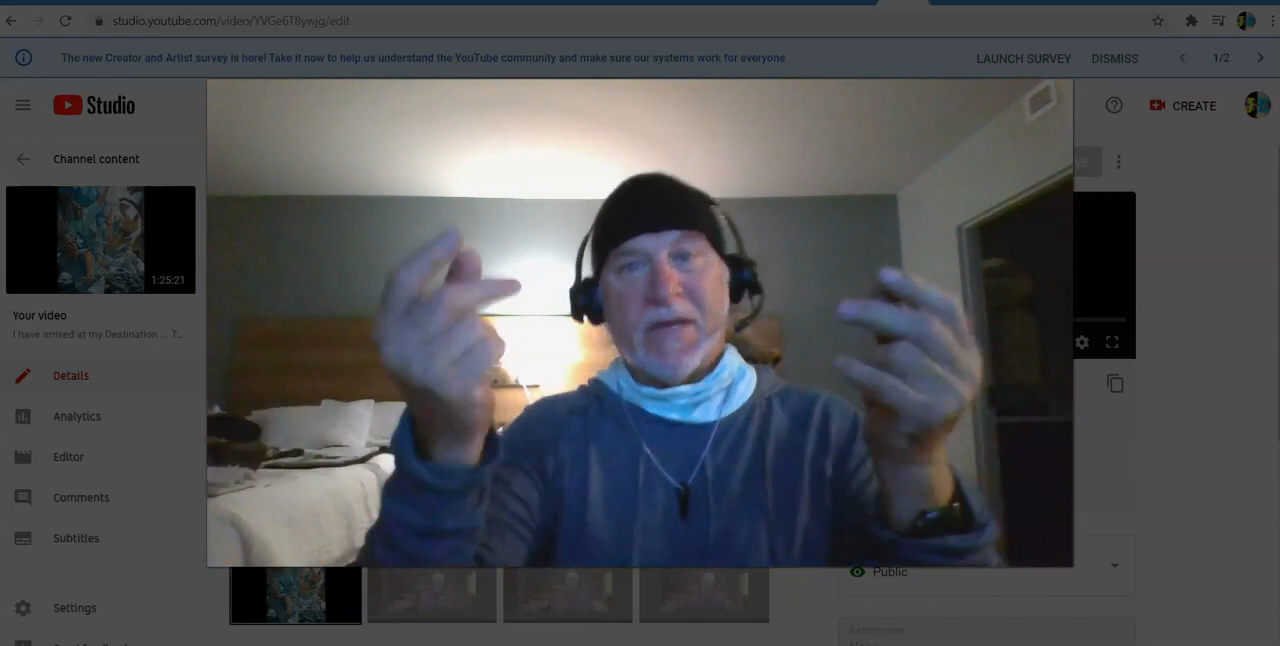 studio.youtube.com/video/YVGe6T8ywjg/edit
The new Creator and Artist survey is here! Take it now to help us understand the YouTube community and make sure our systems work for everyone
LAUNCH SURVEY
DISMISS
1/2
Studio
CREATE
Channel content
1:25:21
Your video
I have arrived at my Destination ... T...
Details
Analytics
Editor
Comments
Subtitles
Settings
Public
Restrictions